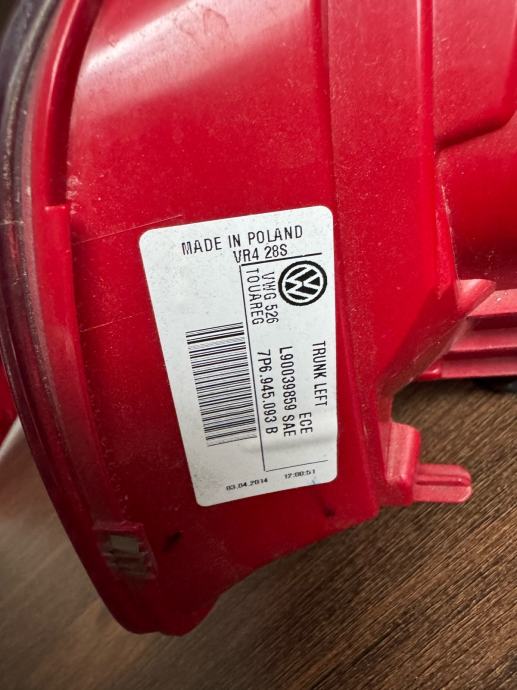 MADE IN POLAND
VR4 28S
VWG 526
TOUAREG
TRUNK LEFT
ECE
L90039859 SAE
7P6.945.093 B
03.04.2014 17:00:51